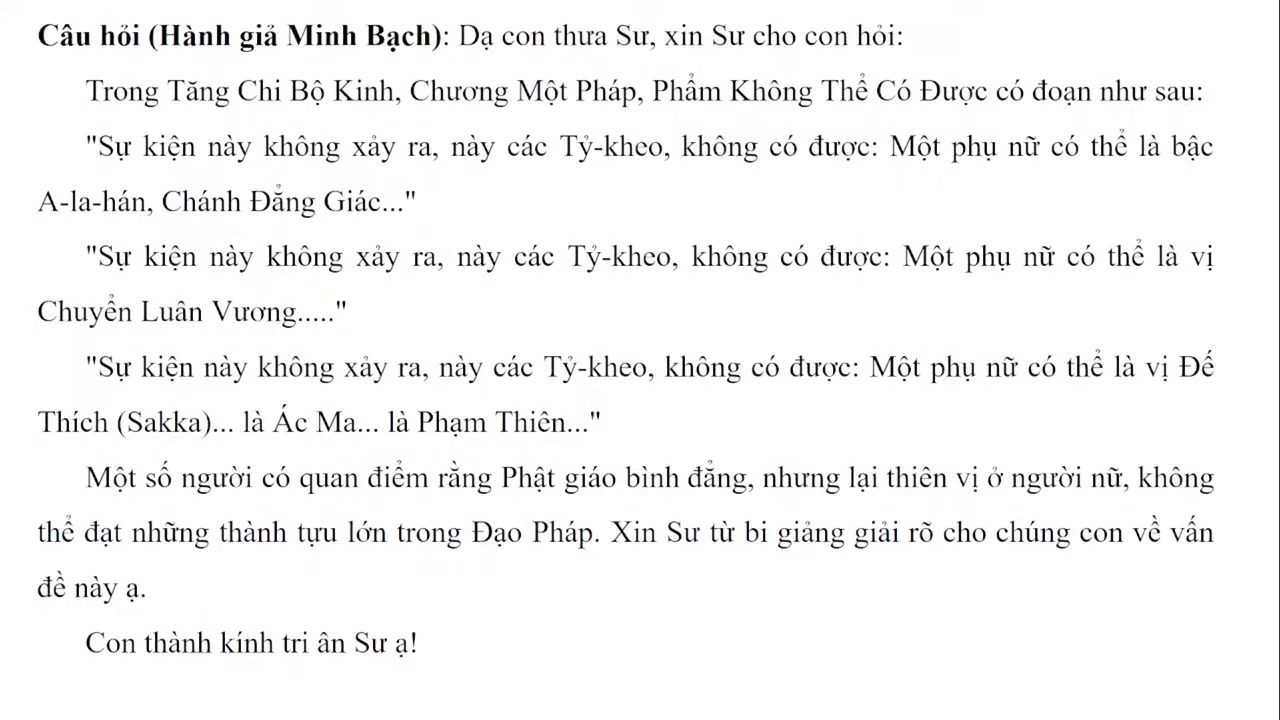 Câu hỏi (Hành giả Minh Bạch): Dạ con thưa Sư, xin Sư cho con hỏi:
Trong Tăng Chi Bộ Kinh, Chương Một Pháp, Phẩm Không Thể Có Được có đoạn như sau:
"Sự kiện này không xảy ra, này các Tỷ-kheo, không có được: Một phụ nữ có thể là bậc
A-la-hán, Chánh Đẳng Giác..."
"Sự kiện này không xảy ra, này các Tỷ-kheo, không có được: Một phụ nữ có thể là vị
Chuyển Luân Vương....."
"Sự kiện này không xảy ra, này các Tỷ-kheo, không có được: Một phụ nữ có thể là vị Đế
Thích (Sakka)... là Ác Ma... là Phạm Thiên..."
Một số người có quan điểm rằng Phật giáo bình đẳng, nhưng lại thiên vị ở người nữ, không
thể đạt những thành tựu lớn trong Đạo Pháp. Xin Sư từ bi giảng giải rõ cho chúng con về vấn
đề này ạ.
Con thành kính tri ân Sư ạ!